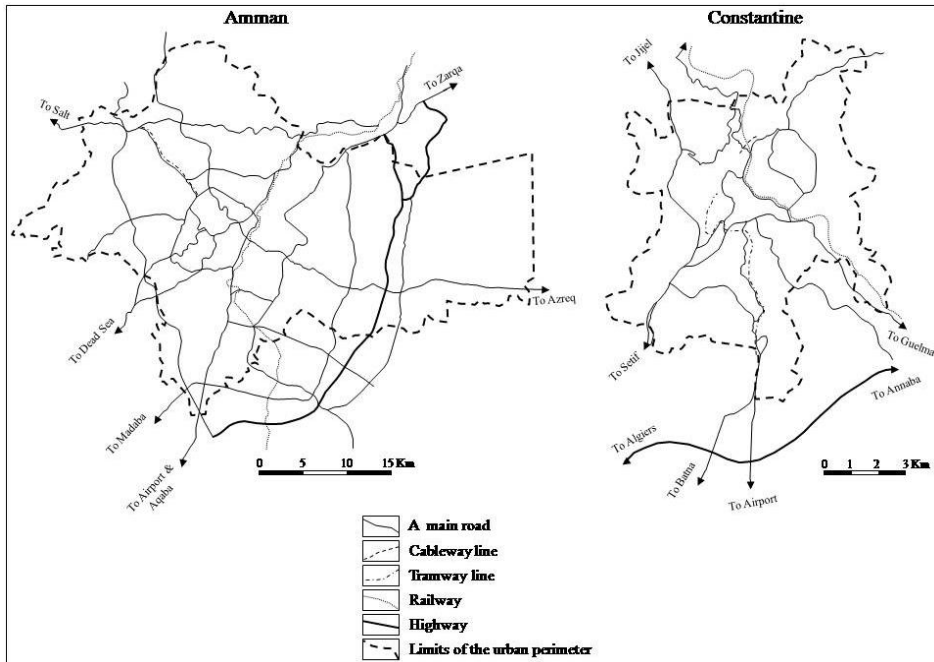 Amman
To Salt
To Zarqa
To Azreq
To Dead Sea
To Madaba
To Airport &
Aqaba
0 5 10 15 Km
Constantine
To Jijel
To Guelma
To Setif
To Annaba
To Algiers
To Batna
To Airport
0 1 2 3 Km
A main road
Cableway line
Tramway line
Railway
Highway
Limits of the urban perimeter